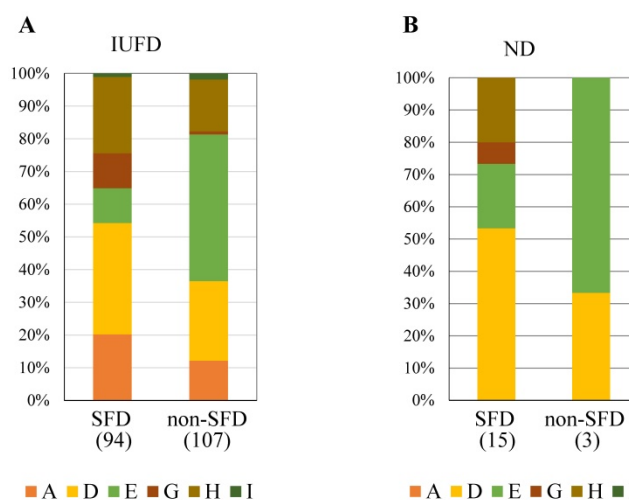 A
IUFD
100%
90%
80%
70%
60%
50%
40%
30%
20%
10%
0%
SFD
(94)
non-SFD
(107)
A D E G H I
B
ND
100%
90%
80%
70%
60%
50%
40%
30%
20%
10%
0%
SFD
(15)
non-SFD
(3)
A D E G H